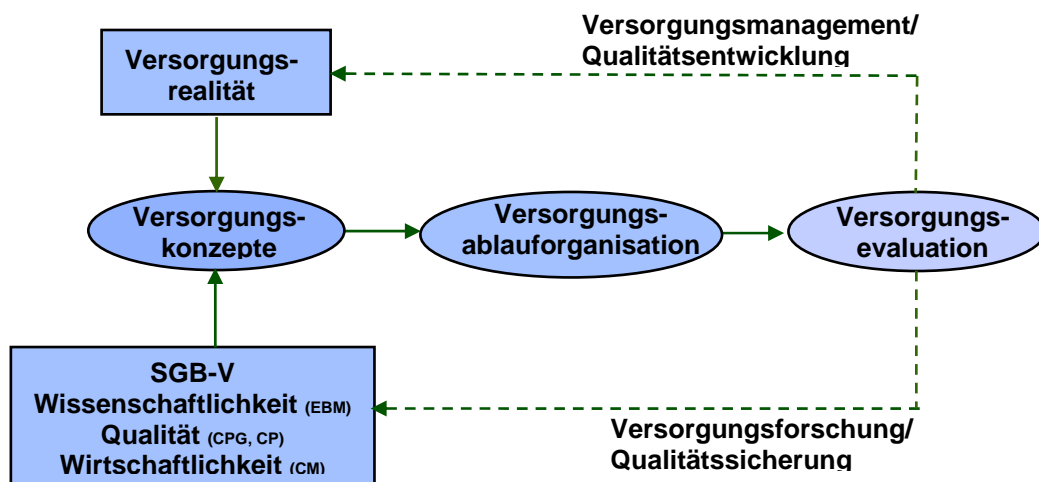 Versorgungs-
realität
Versorgungsmanagement/
Qualitätsentwicklung
Versorgungs-
konzepte
Versorgungs-
ablauforganisation
Versorgungs-
evaluation
SGB-V
Wissenschaftlichkeit (EBM)
Qualität (CPG, CP)
Wirtschaftlichkeit (CM)
Versorgungsforschung/
Qualitätssicherung